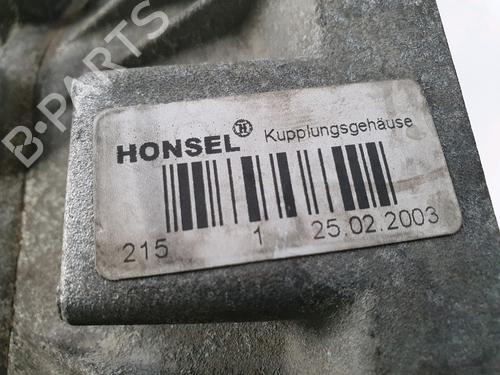 B-PARTS
HONSEL H Kupplungsgehäuse
215 1 25.02.2003